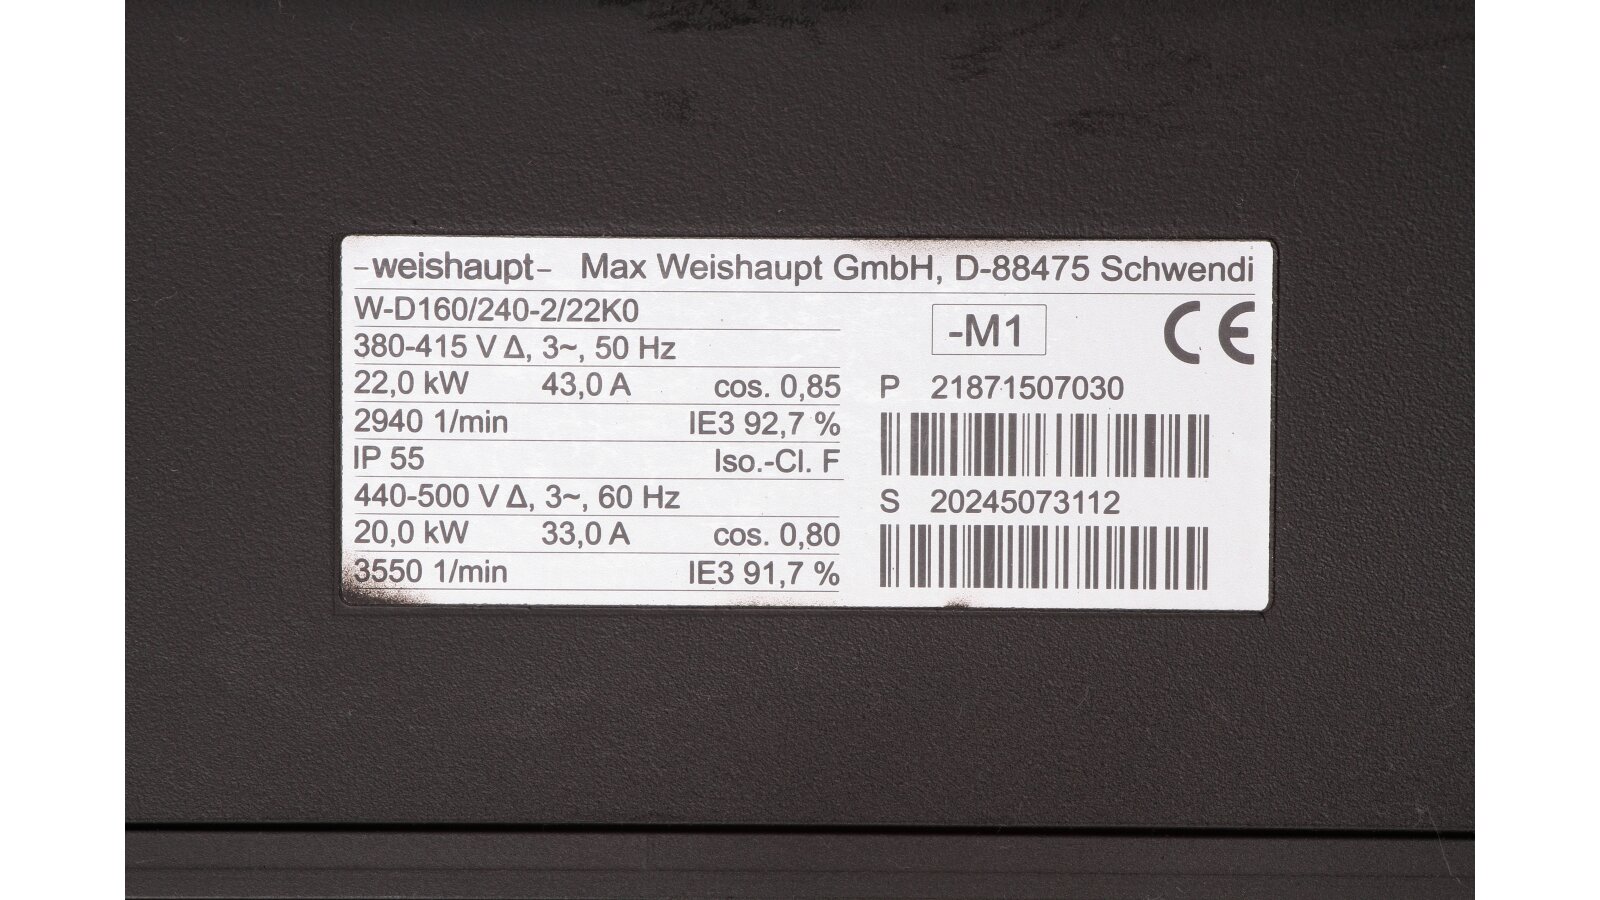 -weishaupt- Max Weishaupt GmbH, D-88475 Schwendi
W-D160/240-2/22K0
380-415 V Δ, 3~, 50 Hz
22,0 kW 43,0 A cos. 0,85
2940 1/min IE3 92,7 %
IP 55 Iso.-Cl. F
440-500 V Δ, 3~, 60 Hz
20,0 kW 33,0 A cos. 0,80
3550 1/min IE3 91,7 %
-M1 CE
P 21871507030
S 20245073112